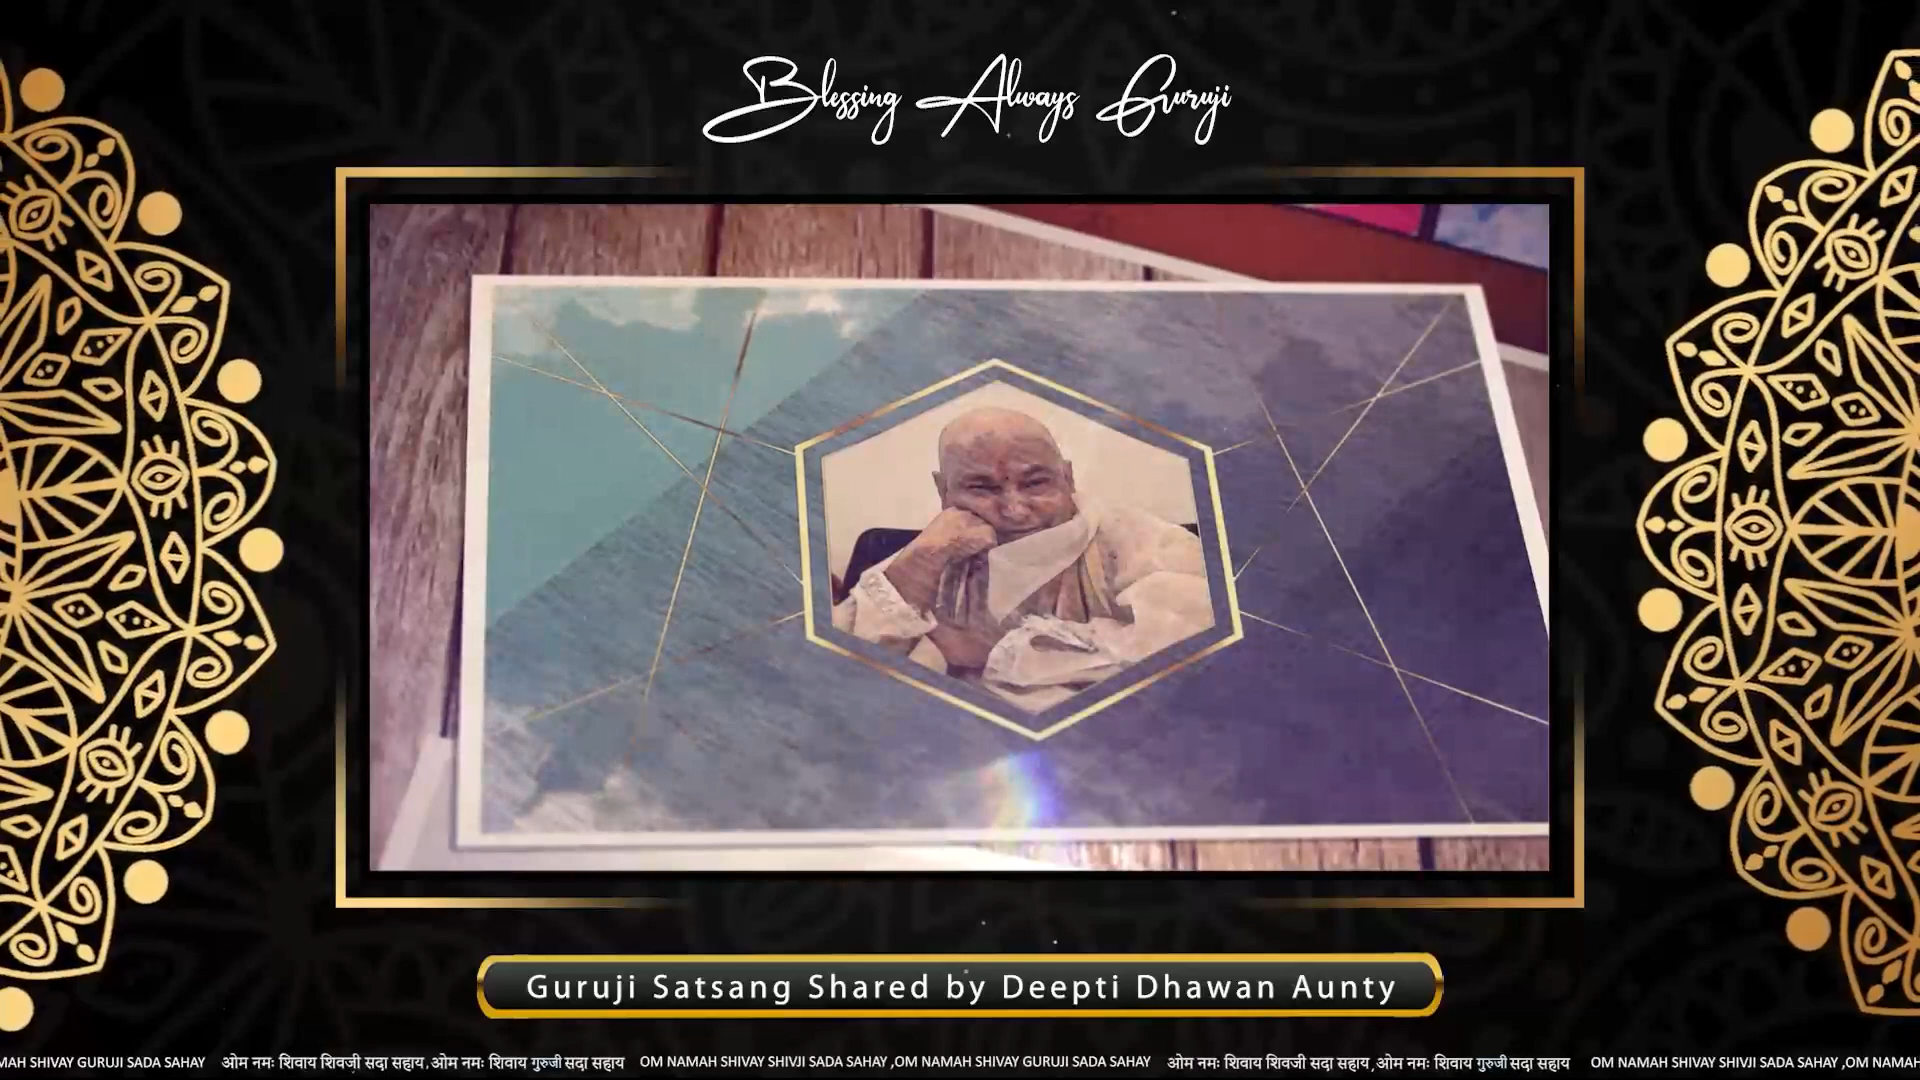 Blessing Always Guruji
Guruji Satsang Shared by Deepti Dhawan Aunty
MAH SHIVAY GURUJI SADA SAHAY ओम नमः शिवाय शिवजी सदा सहाय, ओम नमः शिवाय गुरुजी सदा सहाय OM NAMAH SHIVAY SHIVJI SADA SAHAY ,OM NAMAH SHIVAY GURUJI SADA SAHAY ओम नमः शिवाय शिवजी सदा सहाय, ओम नमः शिवाय गुरुजी सदा सहाय OM NAMAH SHIVAY SHIVJI SADA SAHAY ,OM NAMAH